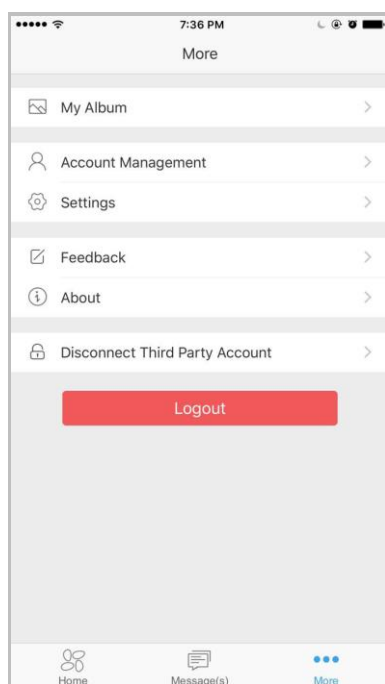 7:36 PM
More
My Album
Account Management
Settings
Feedback
About
Disconnect Third Party Account
Logout
Home
Message(s)
More